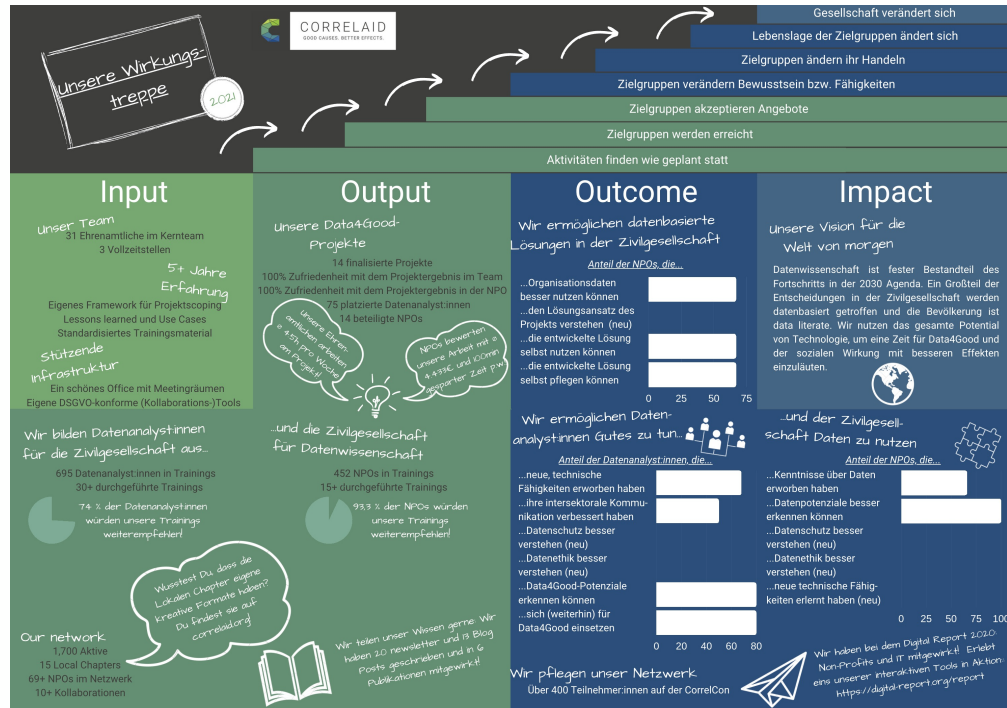 Unsere Wirkungs-
treppe
2021
CORRELAID
GOOD CAUSES. BETTER EFFECTS.
Gesellschaft verändert sich
Lebenslage der Zielgruppen ändert sich
Zielgruppen ändern ihr Handeln
Zielgruppen verändern Bewusstsein bzw. Fähigkeiten
Zielgruppen akzeptieren Angebote
Zielgruppen werden erreicht
Aktivitäten finden wie geplant statt
Input
Unser Team
31 Ehrenamtliche im Kernteam
3 Vollzeitstellen
5+ Jahre
Erfahrung
Eigenes Framework für Projektscoping
Lessons learned und Use Cases
Standardisiertes Trainingsmaterial
Stützende
Infrastruktur
Ein schönes Office mit Meetingräumen
Eigene DSGVO-konforme (Kollaborations-)Tools
Output
Unsere Data4Good-
Projekte
14 finalisierte Projekte
100% Zufriedenheit mit dem Projektergebnis im Team
100% Zufriedenheit mit dem Projektergebnis in der NPO
75 platzierte Datenanalyst:innen
14 beteiligte NPOs
Unsere Ehren-
amtlichen arbeiten
ø 4.5h pro Woche
am Projekt!
NPOs bewerten
unsere Arbeit mit ø
4.433€ und 100min
gesparter Zeit p.w.
Outcome
Wir ermöglichen datenbasierte
Lösungen in der Zivilgesellschaft
Anteil der NPOs, die...
...Organisationsdaten
besser nutzen können
...den Lösungsansatz des
Projekts verstehen (neu)
...die entwickelte Lösung
selbst nutzen können
...die entwickelte Lösung
selbst pflegen können
0 25 50 75
Impact
Unsere Vision für die
Welt von morgen
Datenwissenschaft ist fester Bestandteil des
Fortschritts in der 2030 Agenda. Ein Großteil der
Entscheidungen in der Zivilgesellschaft werden
datenbasiert getroffen und die Bevölkerung ist
data literate. Wir nutzen das gesamte Potential
von Technologie, um eine Zeit für Data4Good und
der sozialen Wirkung mit besseren Effekten
einzuläuten.
Wir bilden Datenanalyst:innen
für die Zivilgesellschaft aus...
695 Datenanalyst:innen in Trainings
30+ durchgeführte Trainings
74 % der Datenanalyst:innen
würden unsere Trainings
weiterempfehlen!
Wusstest Du, dass die
Lokalen Chapter eigene
kreative Formate haben?
Du findest sie auf
correlaid.org!
Our network
1,700 Aktive
15 Local Chapters
69+ NPOs im Netzwerk
10+ Kollaborationen
...und die Zivilgesellschaft
für Datenwissenschaft
452 NPOs in Trainings
15+ durchgeführte Trainings
93,3 % der NPOs würden
unsere Trainings
weiterempfehlen!
Wir teilen unser Wissen gerne: Wir
haben 20 newsletter und 13 Blog
Posts geschrieben und in 6
Publikationen mitgewirkt!
Wir ermöglichen Daten-
analyst:innen Gutes zu tun...
Anteil der Datenanalyst:innen, die...
...neue, technische
Fähigkeiten erworben haben
...ihre intersektorale Kommu-
nikation verbessert haben
...Datenschutz besser
verstehen (neu)
...Datenethik besser
verstehen (neu)
...Data4Good-Potenziale
erkennen können
...sich (weiterhin) für
Data4Good einsetzen
0 20 40 60 80
Wir pflegen unser Netzwerk
Über 400 Teilnehmer:innen auf der CorrelCon
...und der Zivilgesell-
schaft Daten zu nutzen
Anteil der NPOs, die...
...Kenntnisse über Daten
erworben haben
...Datenpotenziale besser
erkennen können
...Datenschutz besser
verstehen (neu)
...Datenethik besser
verstehen (neu)
...neue technische Fähig-
keiten erlernt haben (neu)
0 25 50 75 100
Wir haben bei dem Digital Report 2020:
Non-Profits und IT mitgewirkt! Erlebt
eins unserer interaktiven Tools in Aktion:
https://digital-report.org/report